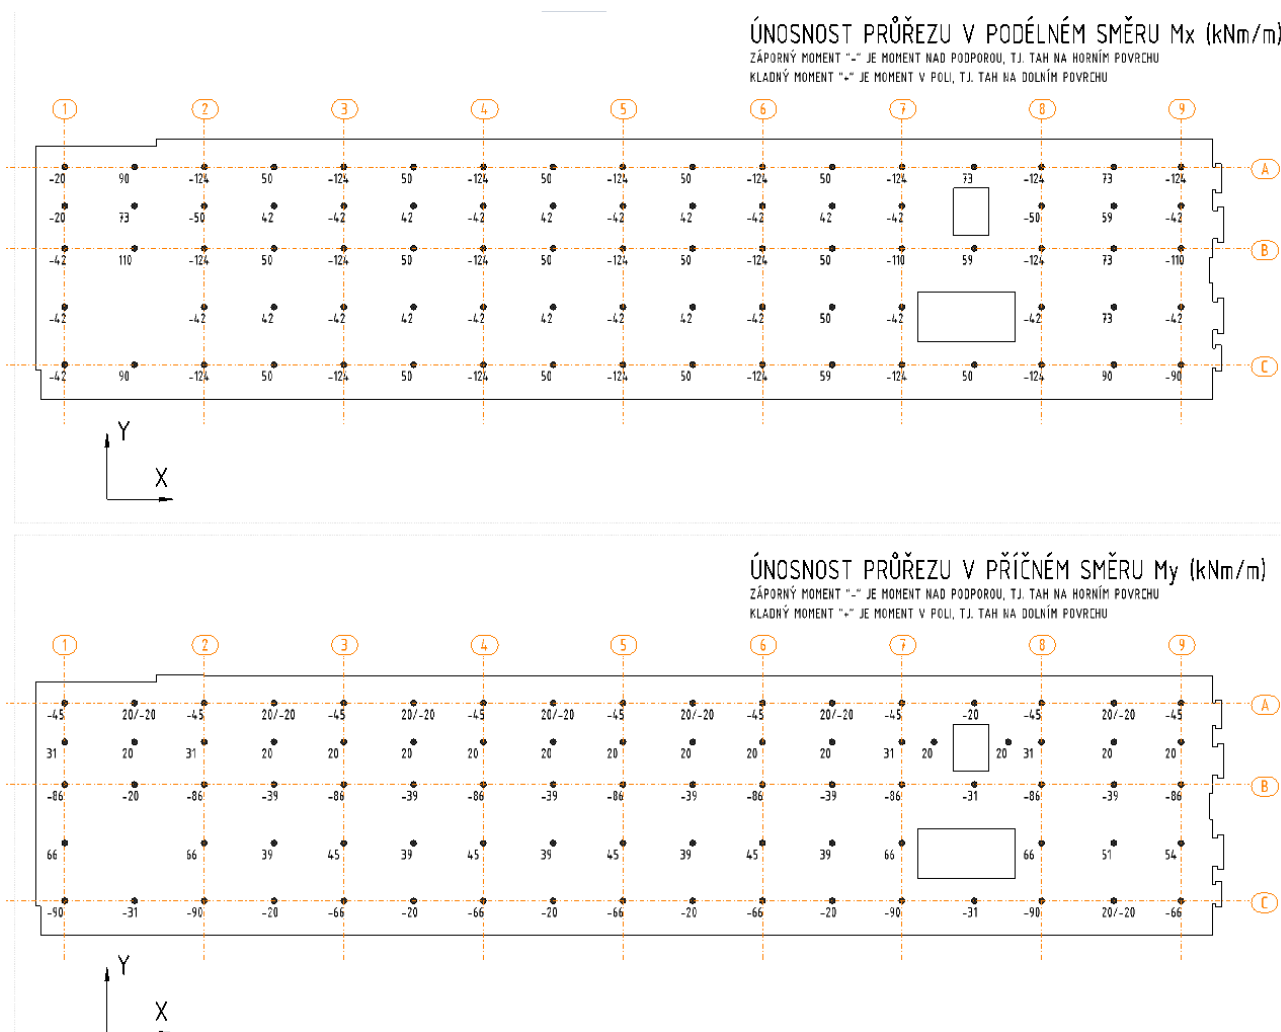 ÚNOSNOST PRŮŘEZU V PODÉLNÉM SMĚRU Mx (kNm/m)
ZÁPORNÝ MOMENT "-" JE MOMENT NAD PODPOROU, TJ. TAH NA HORNÍM POVRCHU
KLADNÝ MOMENT "+" JE MOMENT V POLI, TJ. TAH NA DOLNÍM POVRCHU
1 2 3 4 5 6 7 8 9
A
-20 90 -124 50 -124 50 -124 50 -124 50 -124 50 -124 73 -124 73 -124
-20 73 -50 42 -42 42 -42 42 -42 42 -42 42 -42 -50 59 -42
B
-42 110 -124 50 -124 50 -124 50 -124 50 -124 50 -110 59 -124 73 -110
-42 -42 42 -42 42 -42 42 -42 42 -42 50 -42 -42 73 -42
C
-42 90 -124 50 -124 50 -124 50 -124 50 -124 59 -124 50 -124 90 -90
Y
X
ÚNOSNOST PRŮŘEZU V PŘÍČNÉM SMĚRU My (kNm/m)
ZÁPORNÝ MOMENT "-" JE MOMENT NAD PODPOROU, TJ. TAH NA HORNÍM POVRCHU
KLADNÝ MOMENT "+" JE MOMENT V POLI, TJ. TAH NA DOLNÍM POVRCHU
1 2 3 4 5 6 7 8 9
A
-45 20/-20 -45 20/-20 -45 20/-20 -45 20/-20 -45 20/-20 -45 20/-20 -45 -20 -45 20/-20 -45
31 20 31 20 20 20 20 20 20 20 20 20 31 20 20 31 20 20
B
-86 -20 -86 -39 -86 -39 -86 -39 -86 -39 -86 -39 -86 -31 -86 -39 -86
66 66 39 45 39 45 39 45 39 45 39 66 66 51 54
C
-90 -31 -90 -20 -66 -20 -66 -20 -66 -20 -66 -20 -90 -31 -90 20/-20 -66
Y
X